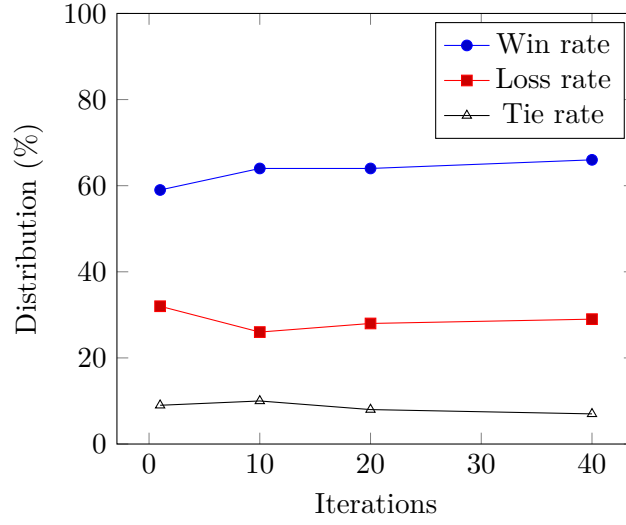 100
80
60
40
20
0
Distribution (%)
0 10 20 30 40
Iterations
Win rate
Loss rate
Tie rate